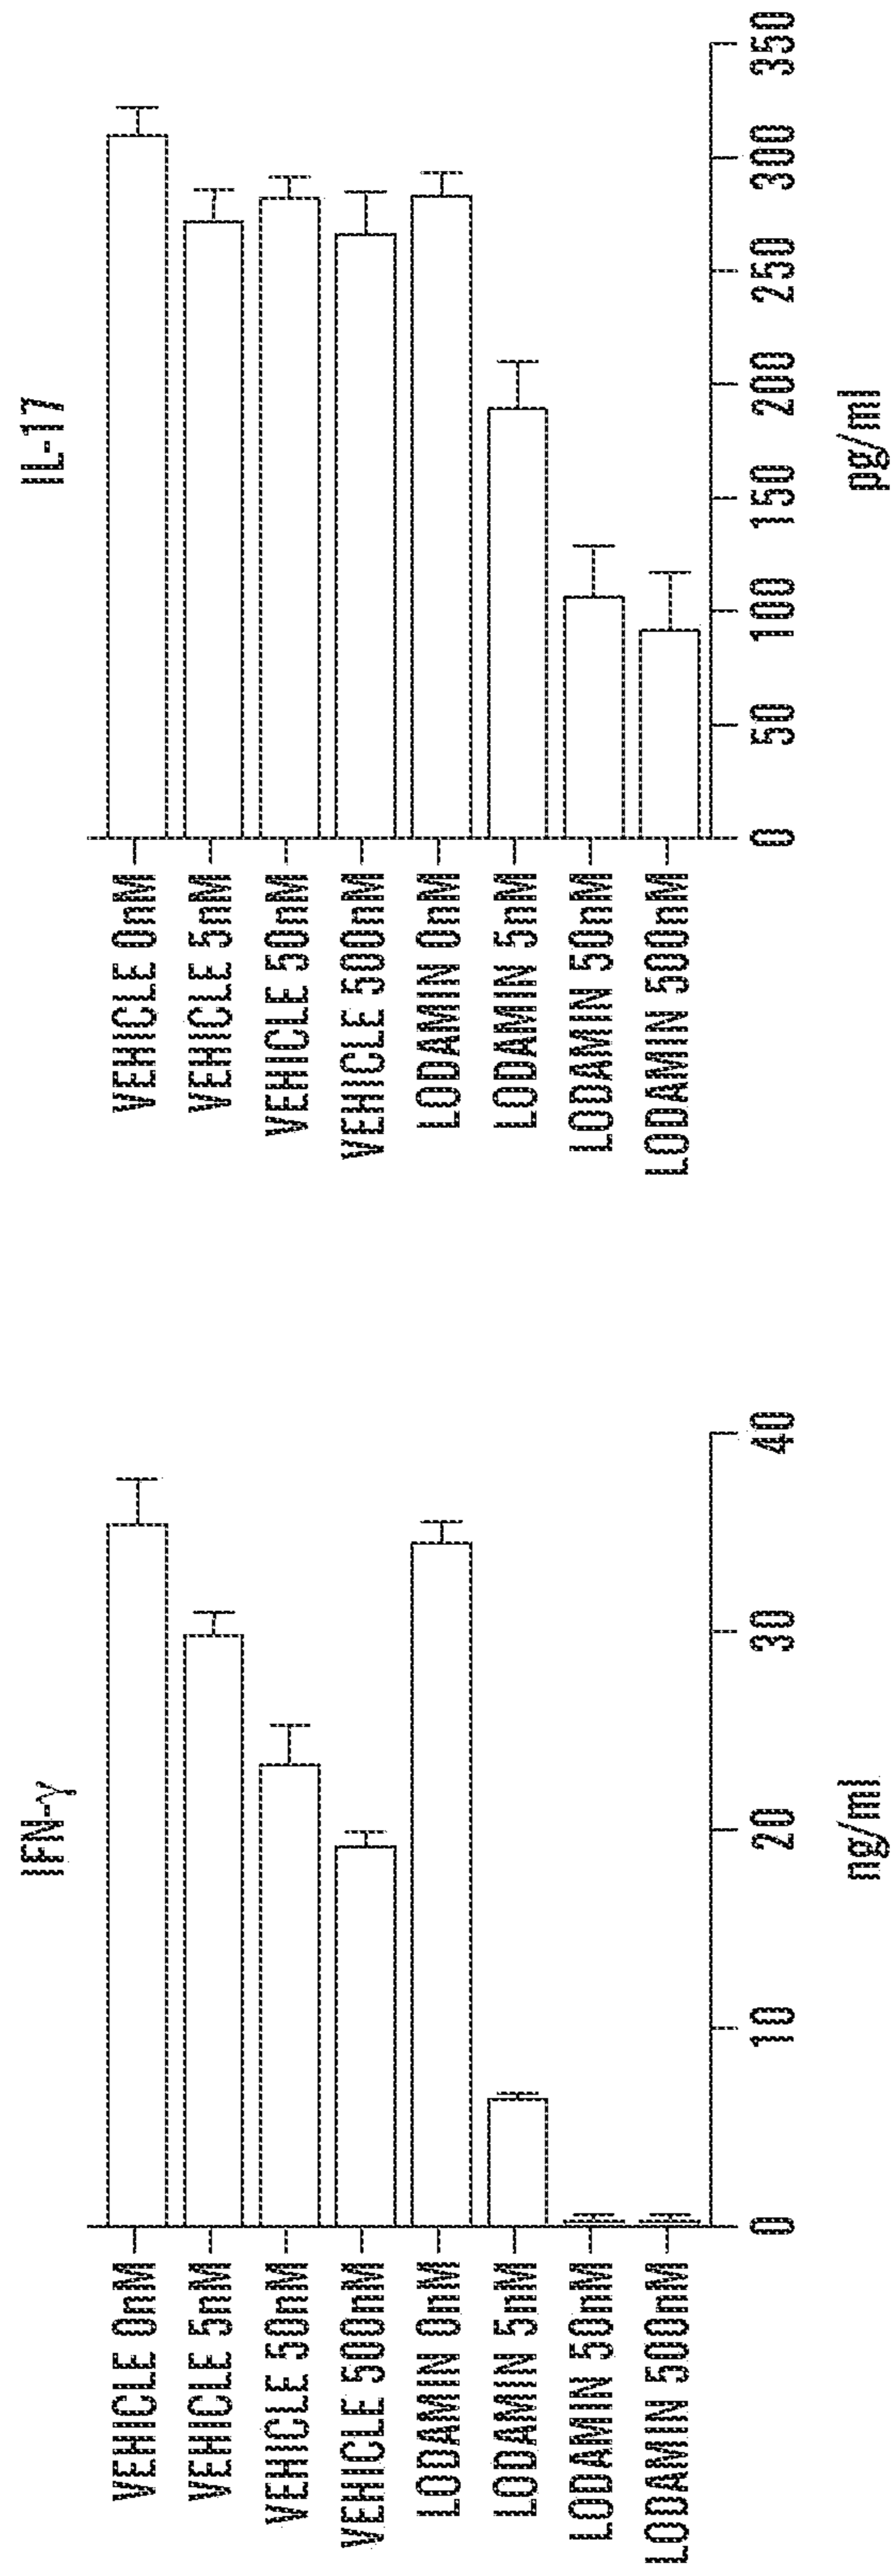 IFN-γ
VEHICLE 0nM
VEHICLE 5nM
VEHICLE 50nM
VEHICLE 500nM
LODAMIN 0nM
LODAMIN 5nM
LODAMIN 50nM
LODAMIN 500nM
0 10 20 30 40
ng/ml
IL-17
VEHICLE 0nM
VEHICLE 5nM
VEHICLE 50nM
VEHICLE 500nM
LODAMIN 0nM
LODAMIN 5nM
LODAMIN 50nM
LODAMIN 500nM
0 50 100 150 200 250 300 350
pg/ml